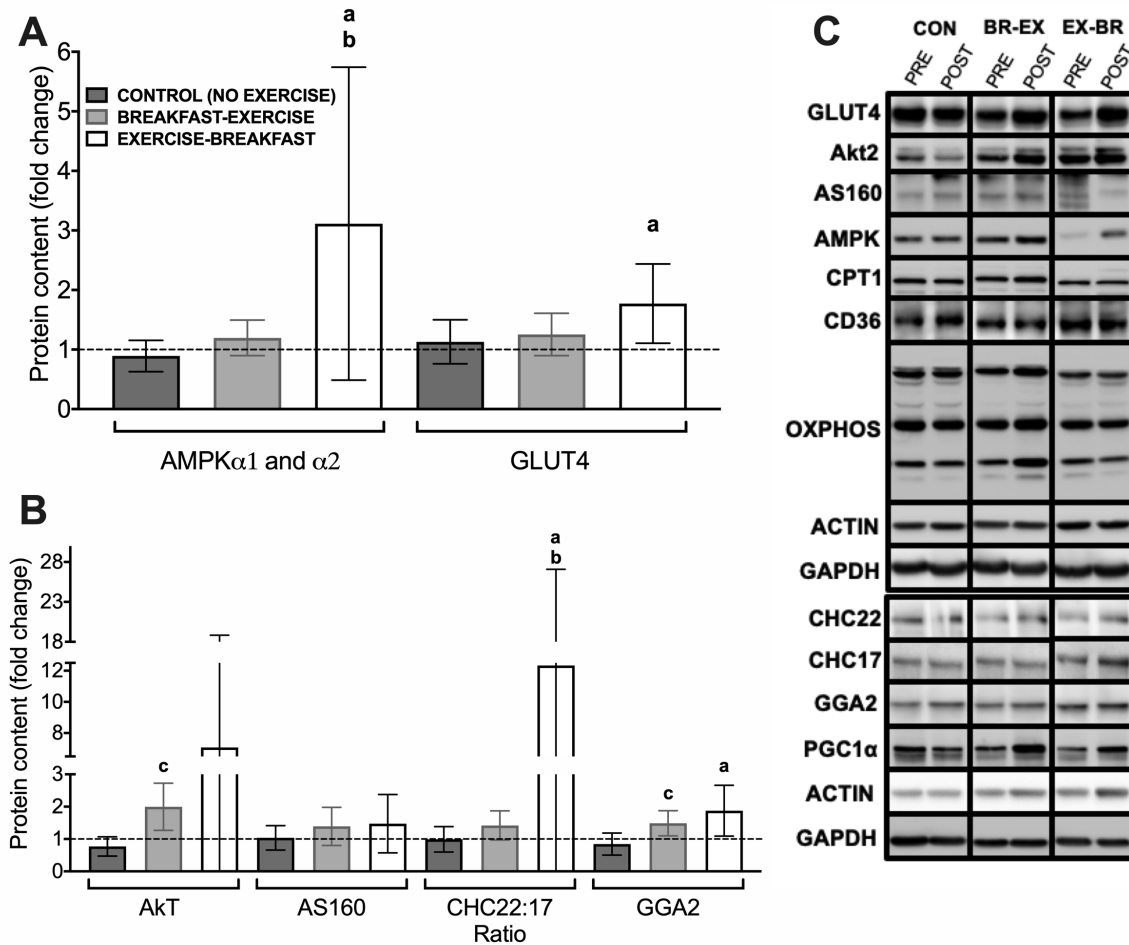 A
a
b
6
5
4
3
2
1
0
Protein content (fold change)
CONTROL (NO EXERCISE)
BREAKFAST-EXERCISE
EXERCISE-BREAKFAST
a
AMPKα1 and α2
GLUT4
B
28
23
18
12
10
8
3
2
1
0
Protein content (fold change)
c
a
b
c
a
AkT
AS160
CHC22:17
Ratio
GGA2
C
CON BR-EX EX-BR
PRE POST PRE POST PRE POST
GLUT4
Akt2
AS160
AMPK
CPT1
CD36
OXPHOS
ACTIN
GAPDH
CHC22
CHC17
GGA2
PGC1α
ACTIN
GAPDH